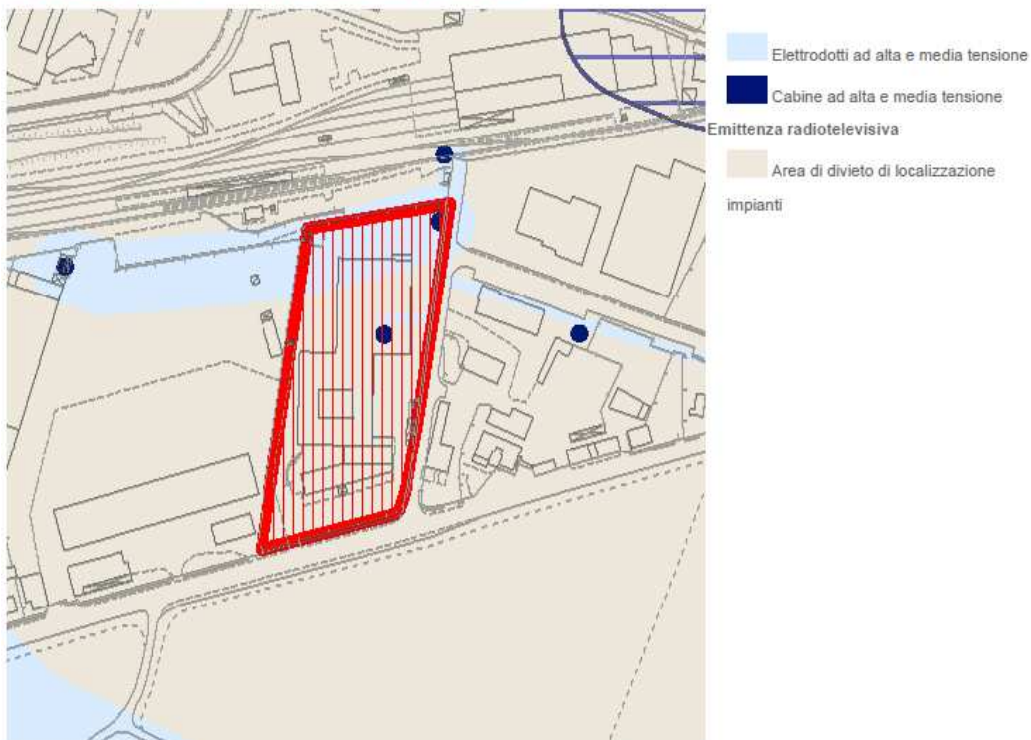 Elettrodotti ad alta e media tensione
Cabine ad alta e media tensione
Emittenza radiotelevisiva
Area di divieto di localizzazione
impianti